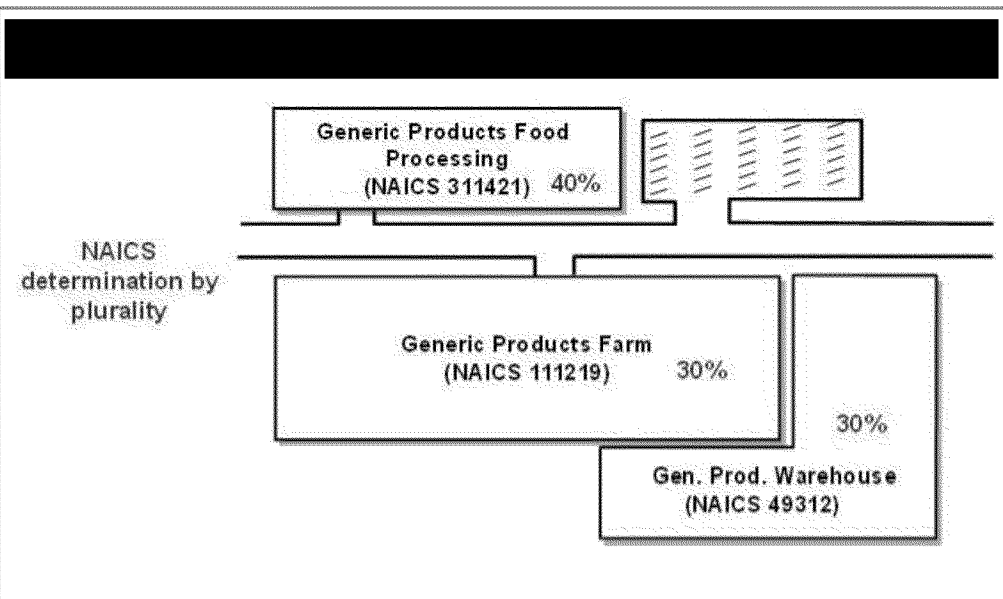 Generic Products Food
Processing
(NAICS 311421) 40%
NAICS
determination by
plurality
Generic Products Farm
(NAICS 111219) 30%
30%
Gen. Prod. Warehouse
(NAICS 49312)